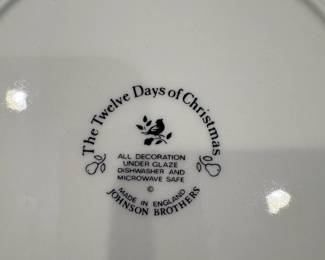 The Twelve Days of Christmas
ALL DECORATION
UNDER GLAZE
DISHWASHER AND
MICROWAVE SAFE
©
MADE IN ENGLAND
JOHNSON BROTHERS